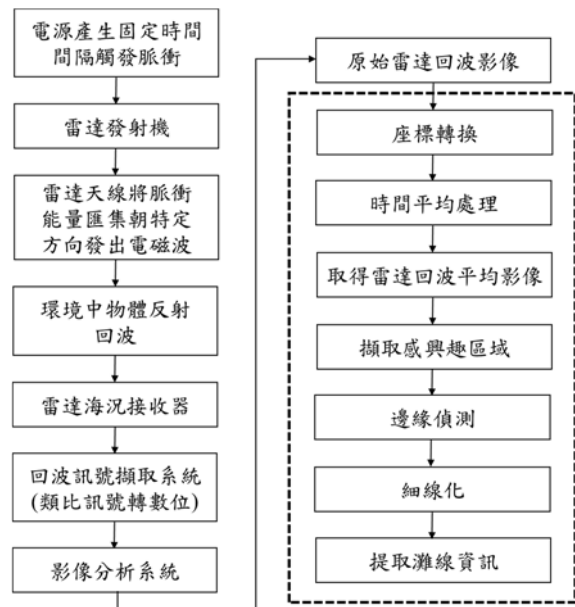 電源產生固定時間
間隔觸發脈衝
雷達發射機
雷達天線將脈衝
能量匯集朝特定
方向發出電磁波
環境中物體反射
回波
雷達海況接收器
回波訊號擷取系統
(類比訊號轉數位)
影像分析系統
原始雷達回波影像
座標轉換
時間平均處理
取得雷達回波平均影像
擷取感興趣區域
邊緣偵測
細線化
提取灘線資訊